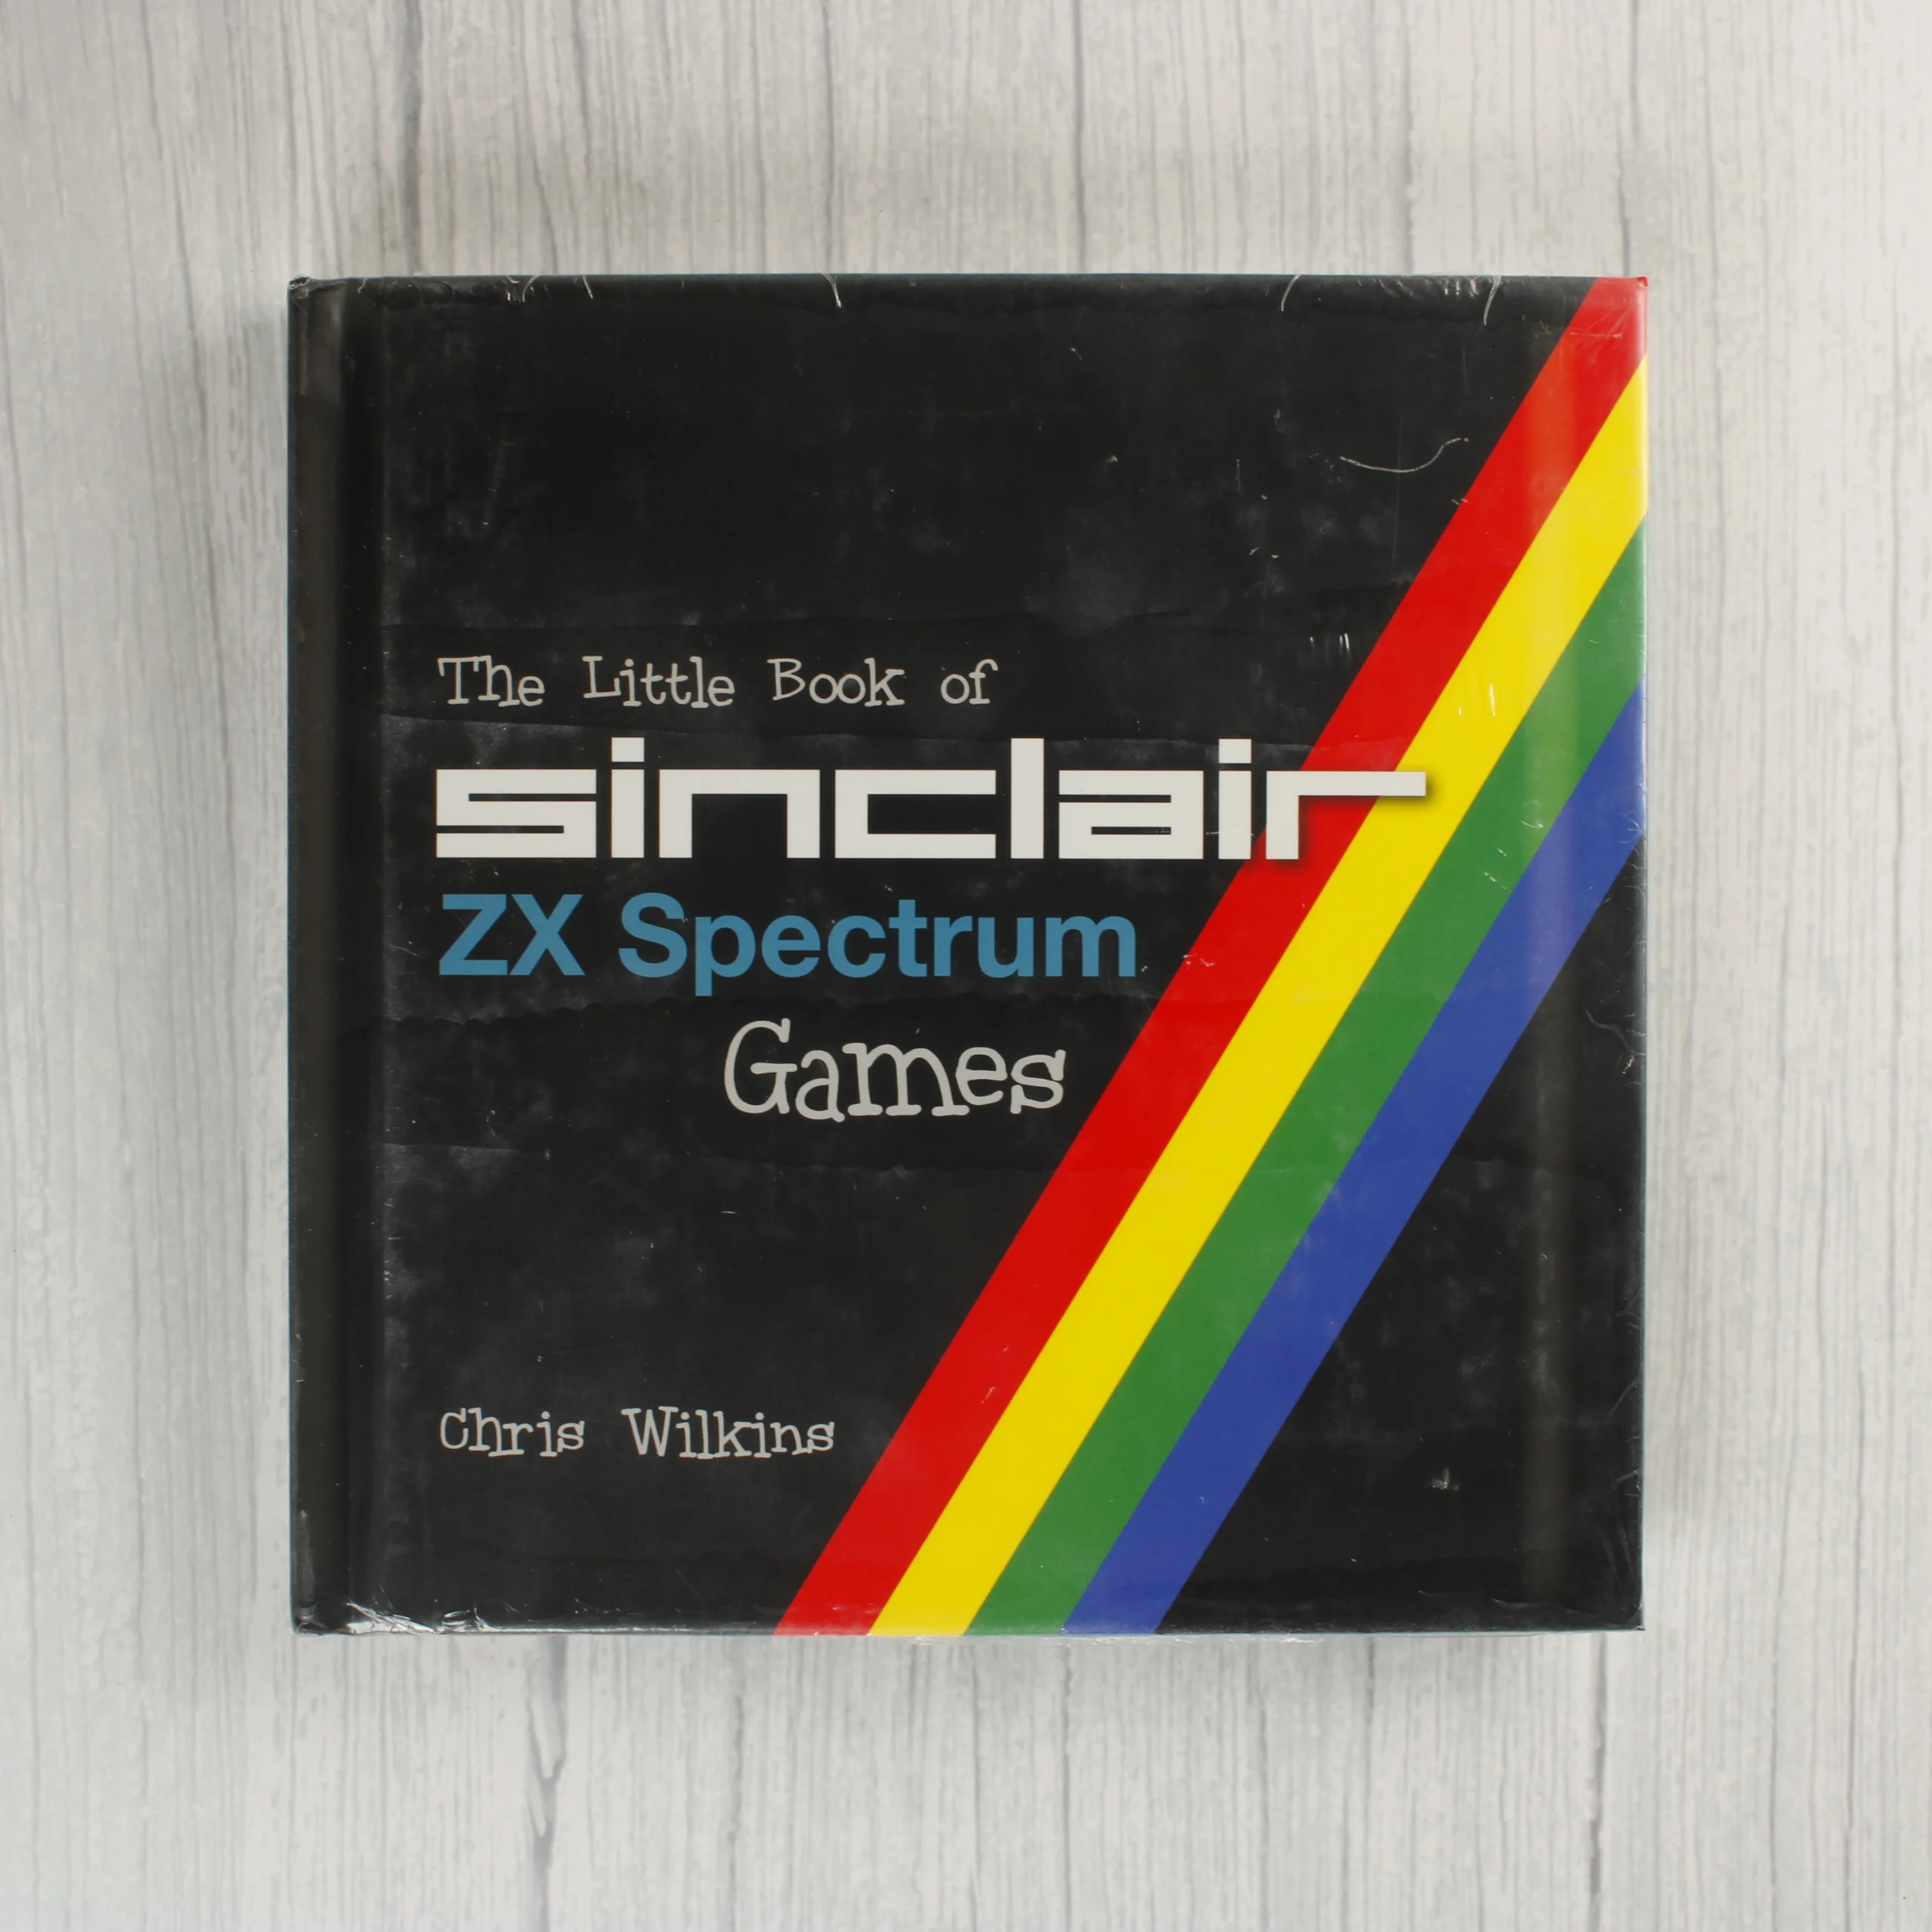 The Little Book of
sinclair
ZX Spectrum
Games
Chris Wilkins